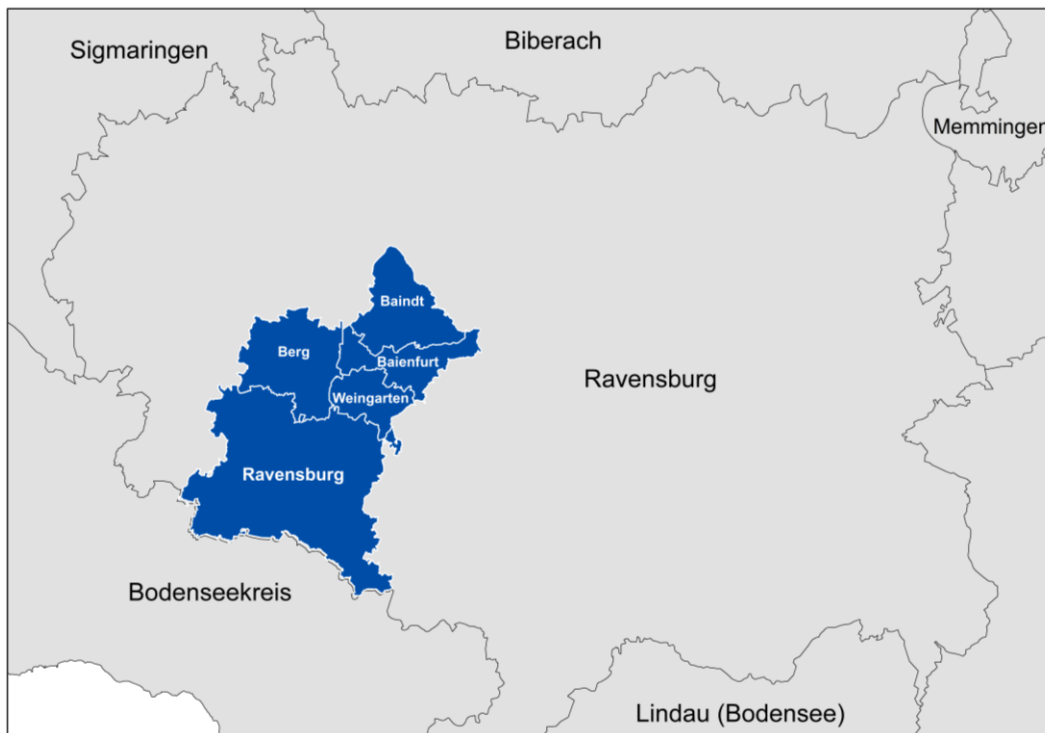 Sigmaringen
Biberach
Memmingen
Baindt
Berg
Baienfurt
Ravensburg
Weingarten
Ravensburg
Bodenseekreis
Lindau (Bodensee)